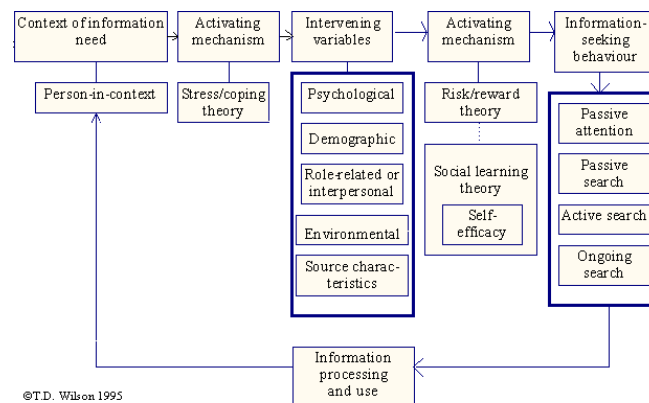 Context of information
need
Activating
mechanism
Intervening
variables
Activating
mechanism
Information-
seeking
behaviour
Person-in-context
Stress/coping
theory
Psychological
Demographic
Role-related or
interpersonal
Environmental
Source charac-
teristics
Risk/reward
theory
Social learning
theory
Self-
efficacy
Passive
attention
Passive
search
Active search
Ongoing
search
Information
processing
and use
©T.D. Wilson 1995